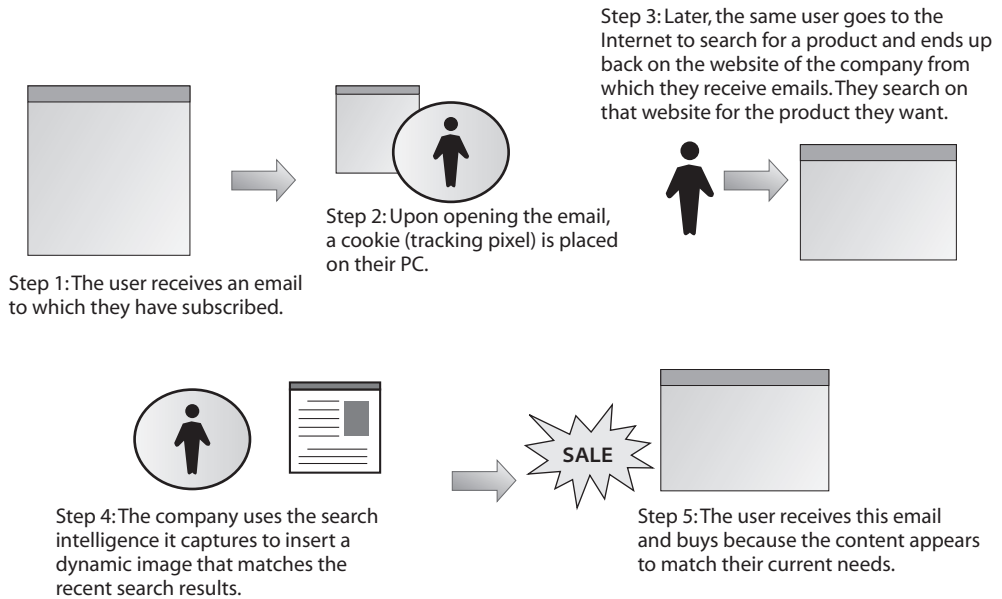 Step 1: The user receives an email
to which they have subscribed.
Step 2: Upon opening the email,
a cookie (tracking pixel) is placed
on their PC.
Step 3: Later, the same user goes to the
Internet to search for a product and ends up
back on the website of the company from
which they receive emails. They search on
that website for the product they want.
Step 4: The company uses the search
intelligence it captures to insert a
dynamic image that matches the
recent search results.
SALE
Step 5: The user receives this email
and buys because the content appears
to match their current needs.